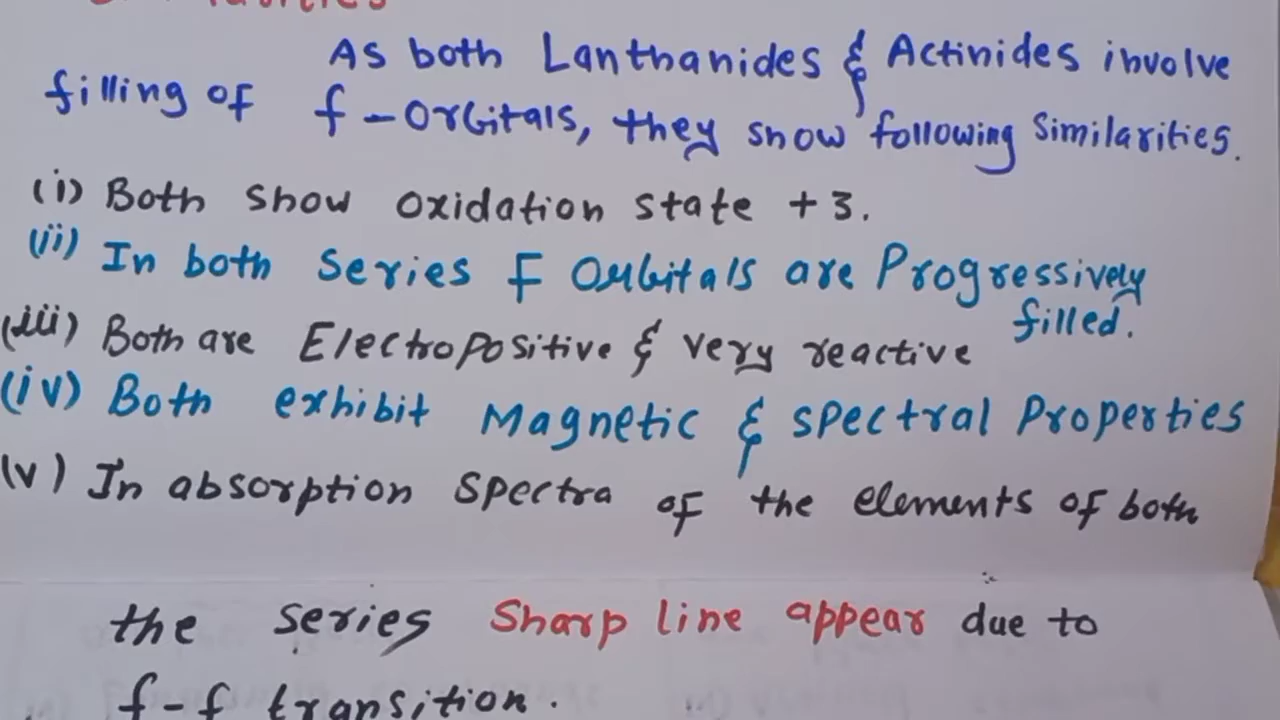 As both Lanthanides & Actinides involve
filling of f-orbitals, they show following similarities.
(i) Both show oxidation state +3.
(ii) In both series F orbitals are Progressively
filled.
(iii) Both are Electropositive & very reactive
(iv) Both exhibit Magnetic & spectral Properties
(v) In absorption spectra of the elements of both
the series Sharp line appear due to
f-f transition.